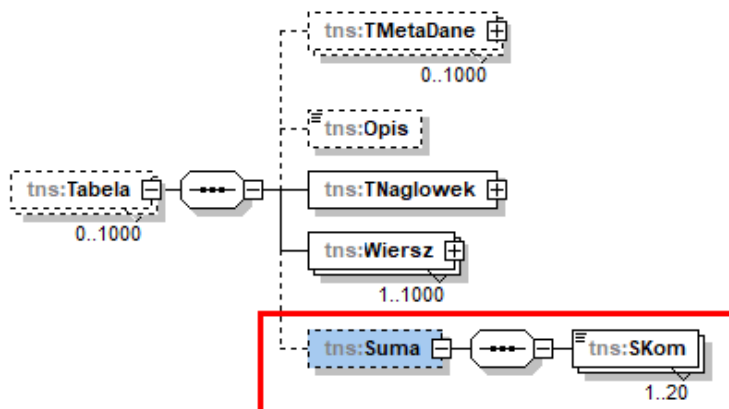 tns:TMetaDane
0..1000
tns:Opis
tns:Tabela
0..1000
tns:TNaglowek
tns:Wiersz
1..1000
tns:Suma
tns:SKom
1..20